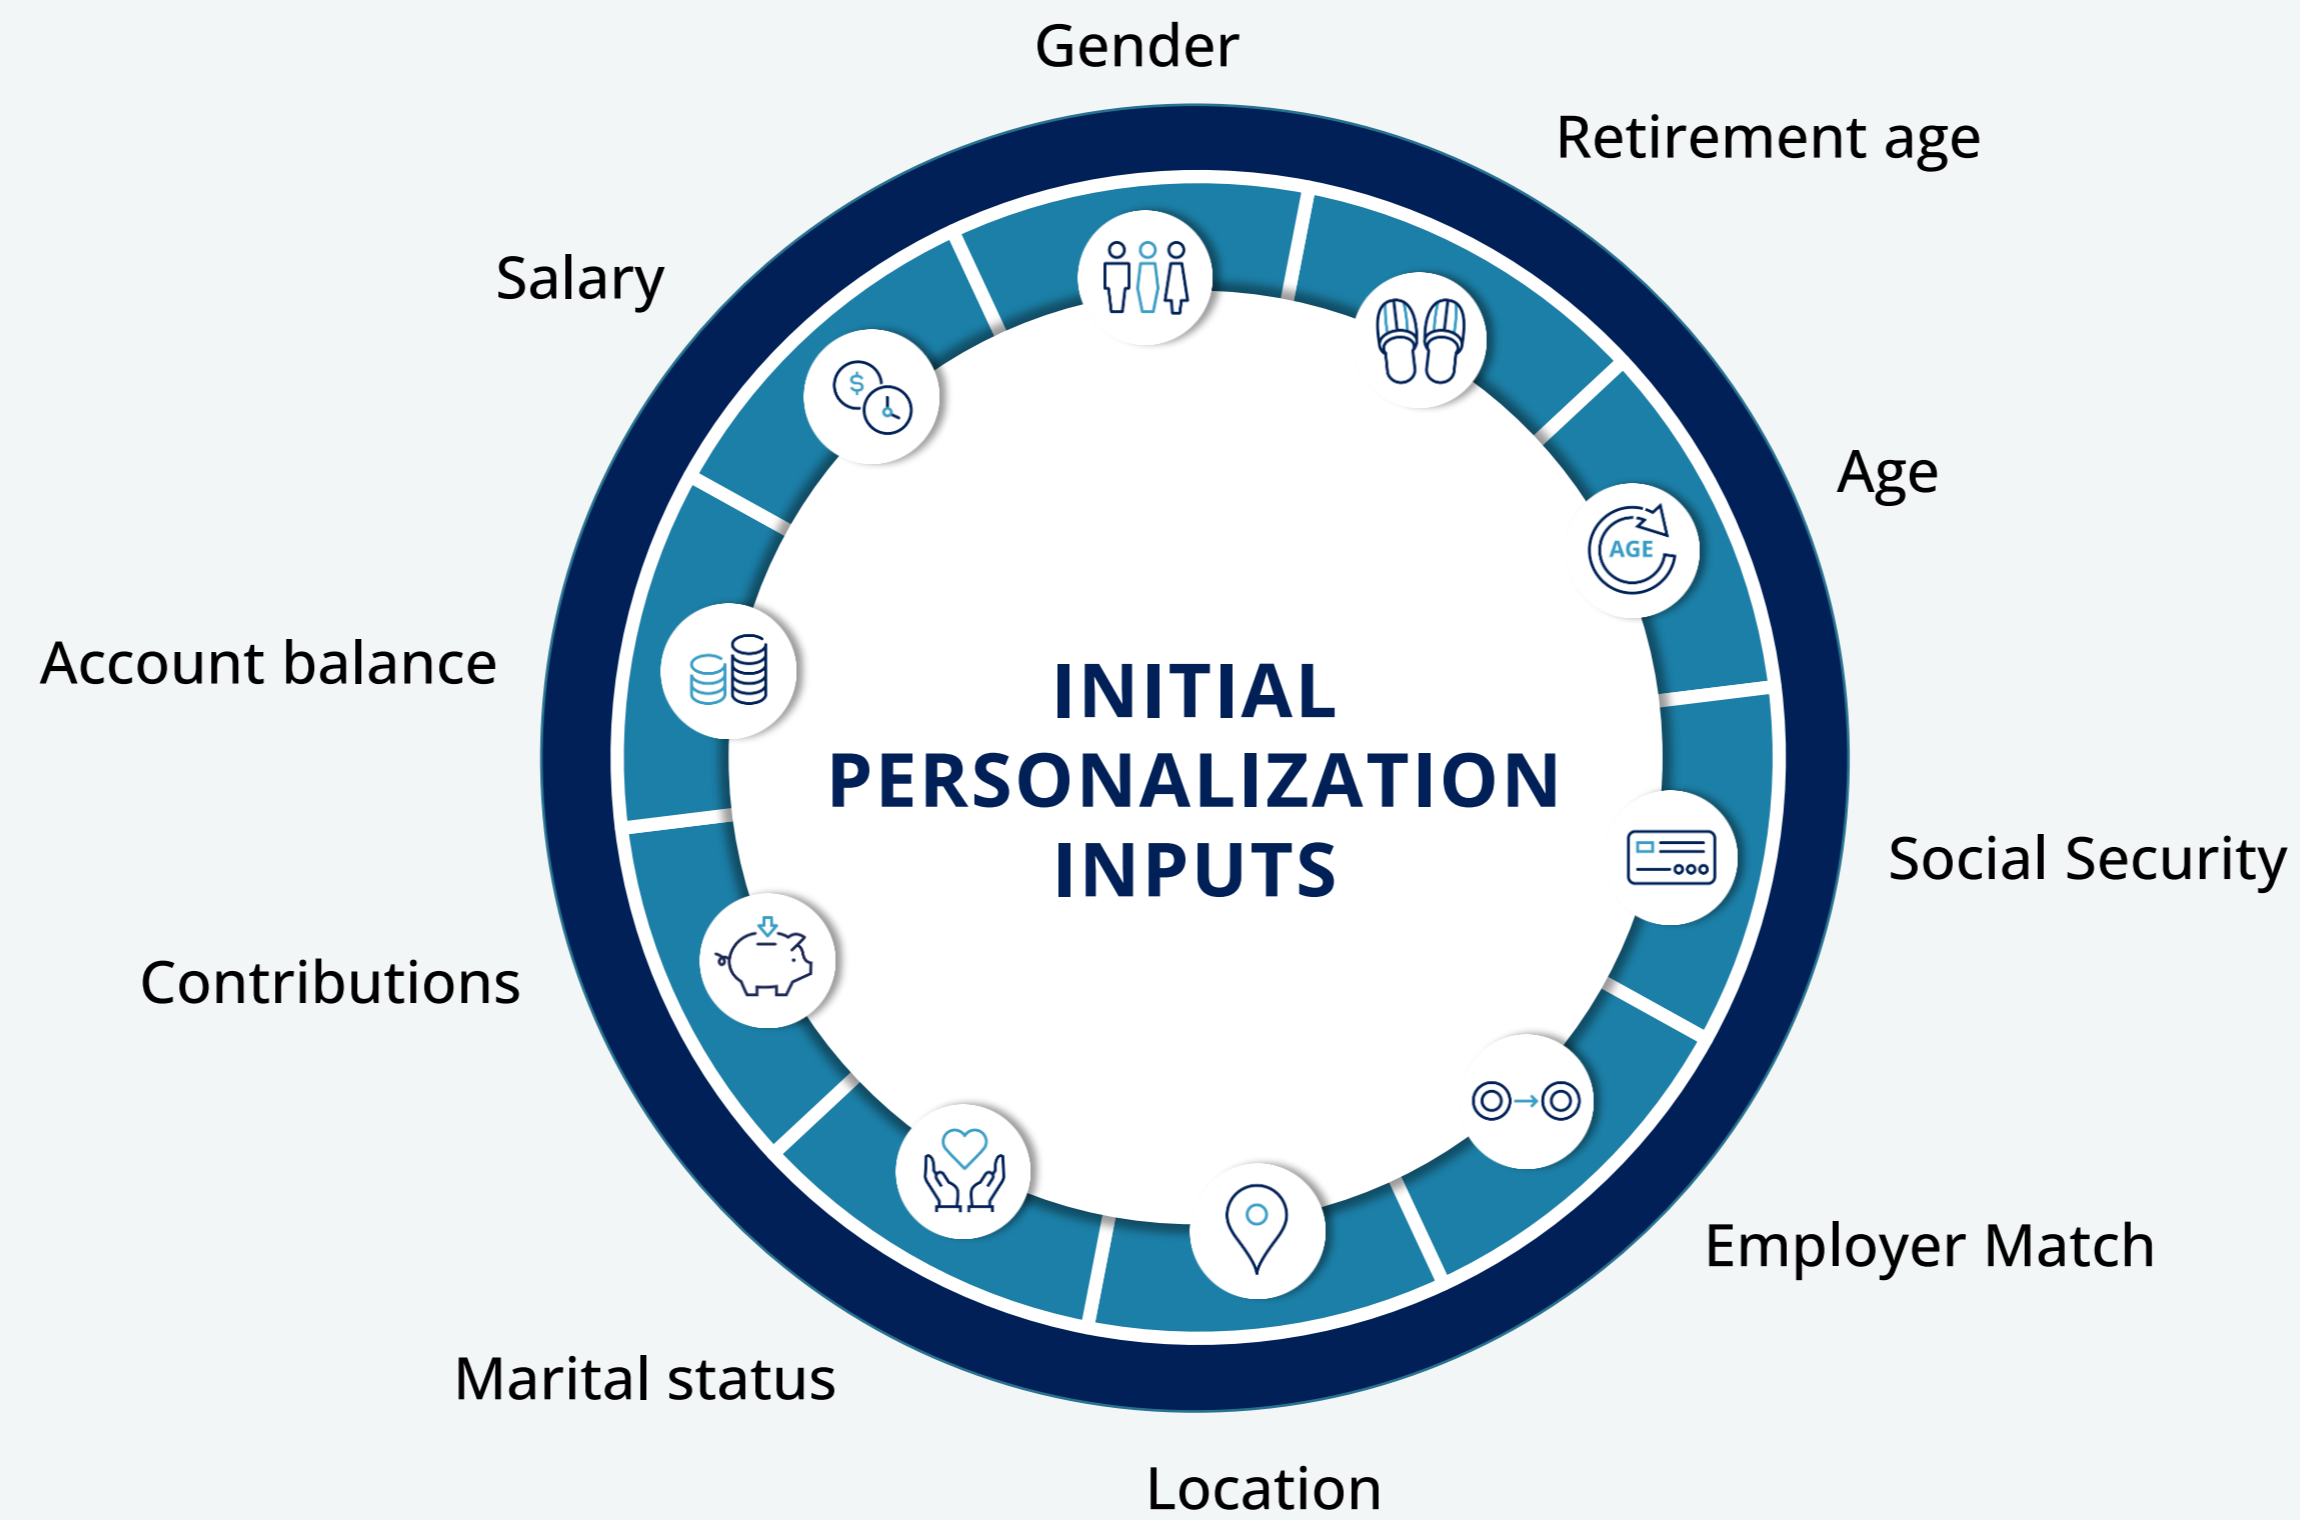 Gender
Retirement age
Salary
Age
AGE
Account balance
INITIAL
PERSONALIZATION
INPUTS
Social Security
$
Contributions
Employer Match
Marital status
Location